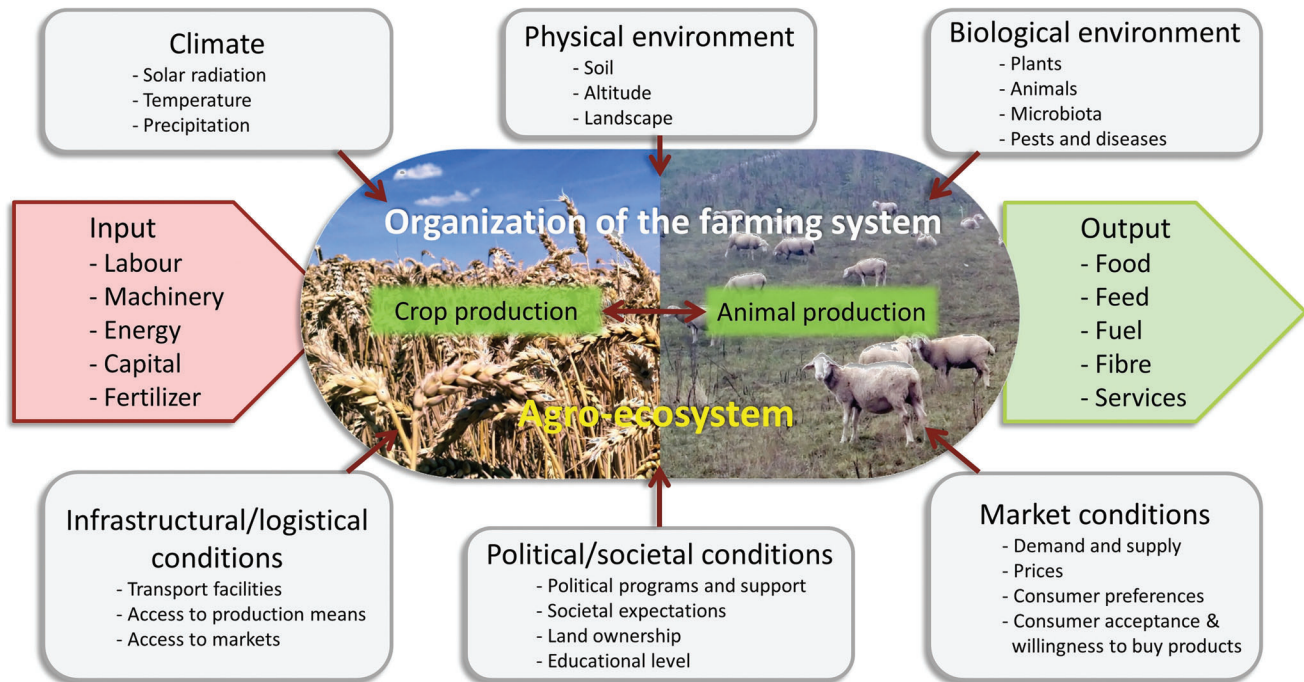 Climate
- Solar radiation
- Temperature
- Precipitation
Physical environment
- Soil
- Altitude
- Landscape
Biological environment
- Plants
- Animals
- Microbiota
- Pests and diseases
Input
- Labour
- Machinery
- Energy
- Capital
- Fertilizer
Organization of the farming system
Crop production
Animal production
Agro-ecosystem
Output
- Food
- Feed
- Fuel
- Fibre
- Services
Infrastructural/logistical
conditions
- Transport facilities
- Access to production means
- Access to markets
Political/societal conditions
- Political programs and support
- Societal expectations
- Land ownership
- Educational level
Market conditions
- Demand and supply
- Prices
- Consumer preferences
- Consumer acceptance &
willingness to buy products